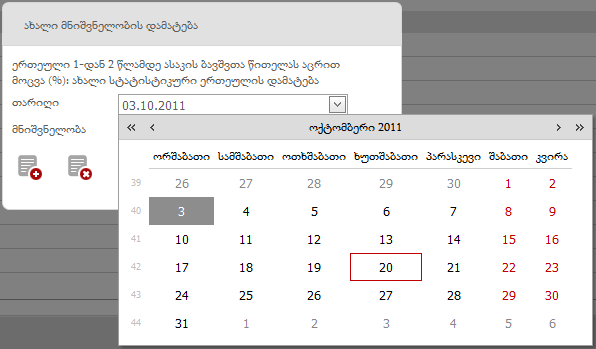 ახალი მნიშვნელობის დამატება
ერთეული 1-დან 2 წლამდე ასაკის ბავშვთა წითელას აცრით
მოცვა (%): ახალი სტატისტიკური ერთეულის დამატება
თარიღი 03.10.2011
მნიშვნელობა
« ‹ ოქტომბერი 2011 › »
ორშაბათი სამშაბათი ოთხშაბათი ხუთშაბათი პარასკევი შაბათი კვირა
39 26 27 28 29 30 1 2
40 3 4 5 6 7 8 9
41 10 11 12 13 14 15 16
42 17 18 19 20 21 22 23
43 24 25 26 27 28 29 30
44 31 1 2 3 4 5 6